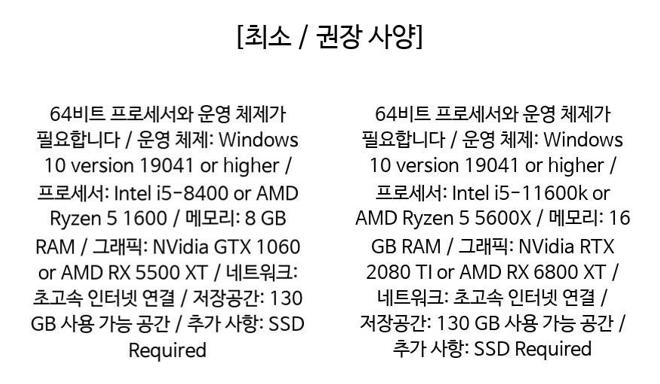 [최소 / 권장 사양]
64비트 프로세서와 운영 체제가
필요합니다 / 운영 체제: Windows
10 version 19041 or higher /
프로세서: Intel i5-8400 or AMD
Ryzen 5 1600 / 메모리: 8 GB
RAM / 그래픽: NVidia GTX 1060
or AMD RX 5500 XT / 네트워크:
초고속 인터넷 연결 / 저장공간: 130
GB 사용 가능 공간 / 추가 사항: SSD
Required
64비트 프로세서와 운영 체제가
필요합니다 / 운영 체제: Windows
10 version 19041 or higher /
프로세서: Intel i5-11600k or
AMD Ryzen 5 5600X / 메모리: 16
GB RAM / 그래픽: NVidia RTX
2080 TI or AMD RX 6800 XT /
네트워크: 초고속 인터넷 연결 /
저장공간: 130 GB 사용 가능 공간 /
추가 사항: SSD Required